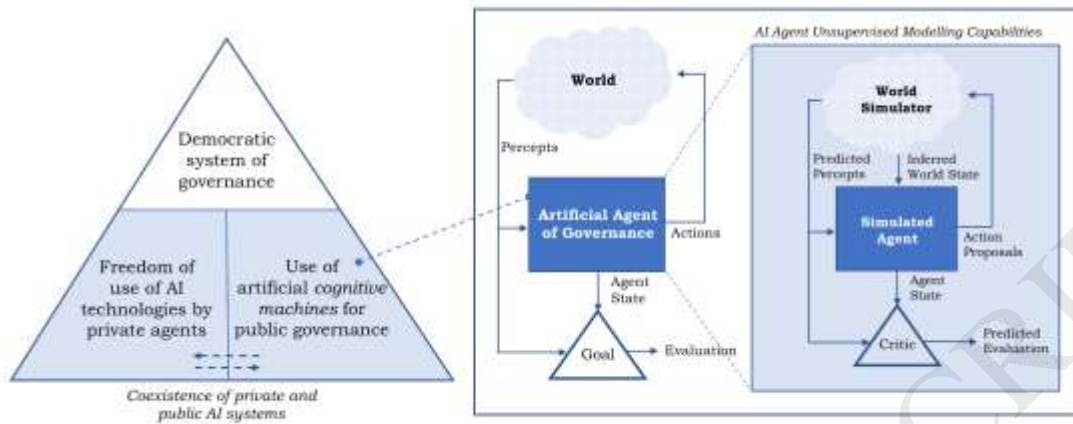 Democratic
system of
governance
Freedom of
use of AI
technologies by
private agents
Use of
artificial cognitive
machines for
public governance
Coexistence of private and
public AI systems
World
Percepts
Artificial Agent
of Governance
Actions
Agent
State
Goal
Evaluation
AI Agent Unsupervised Modelling Capabilities
World
Simulator
Predicted
Percepts
Inferred
World State
Simulated
Agent
Action
Proposals
Agent
State
Critic
Predicted
Evaluation